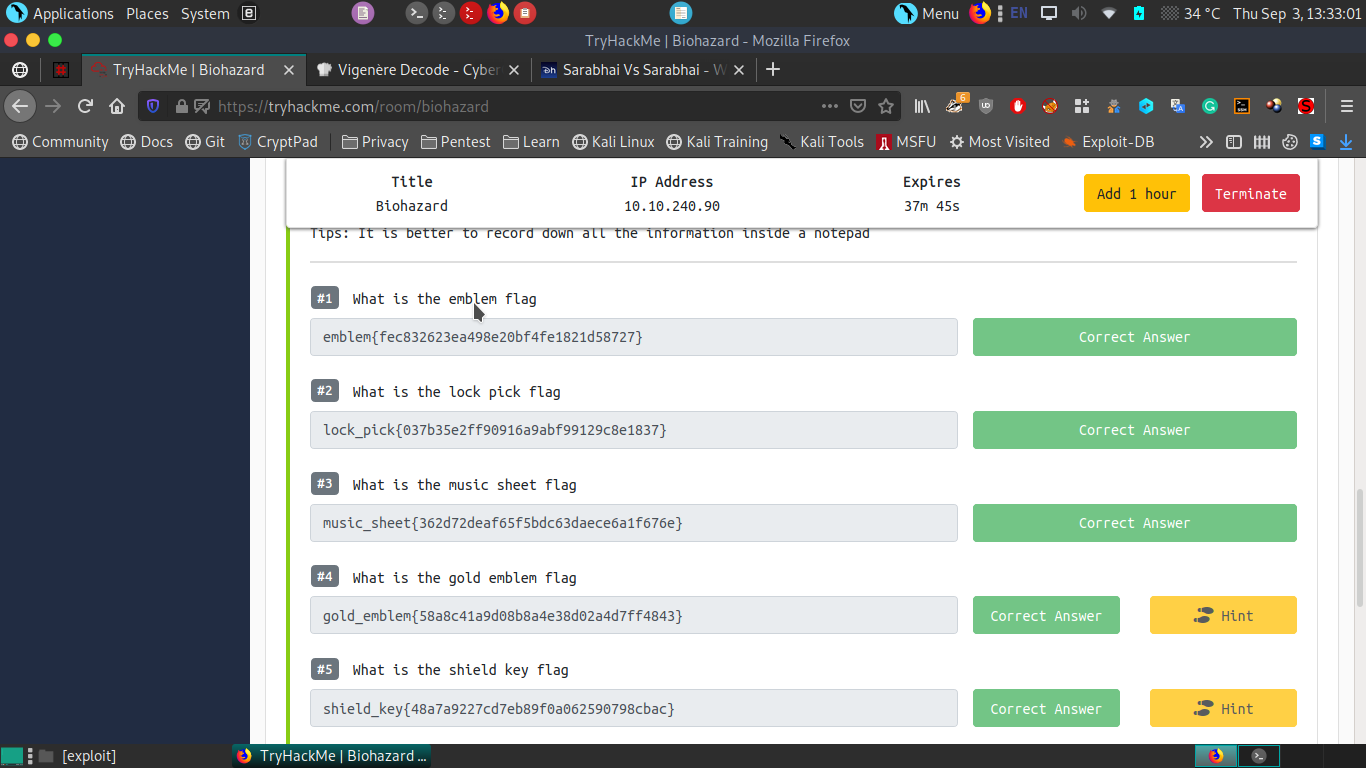 Applications Places System Menu EN 34 °C Thu Sep 3, 13:33:01
TryHackMe | Biohazard - Mozilla Firefox
TryHackMe | Biohazard Vigenère Decode - Cyber Sarabhai Vs Sarabhai - W
https://tryhackme.com/room/biohazard 6
Community Docs Git CryptPad Privacy Pentest Learn Kali Linux Kali Training Kali Tools MSFU Most Visited Exploit-DB
Title IP Address Expires
Biohazard 10.10.240.90 37m 45s
Add 1 hour Terminate
Tips: It is better to record down all the information inside a notepad
#1 What is the emblem flag
emblem{fec832623ea498e20bf4fe1821d58727} Correct Answer
#2 What is the lock pick flag
lock_pick{037b35e2ff90916a9abf99129c8e1837} Correct Answer
#3 What is the music sheet flag
music_sheet{362d72deaf65f5bdc63daece6a1f676e} Correct Answer
#4 What is the gold emblem flag
gold_emblem{58a8c41a9d08b8a4e38d02a4d7ff4843} Correct Answer Hint
#5 What is the shield key flag
shield_key{48a7a9227cd7eb89f0a062590798cbac} Correct Answer Hint
[exploit] TryHackMe | Biohazard ...